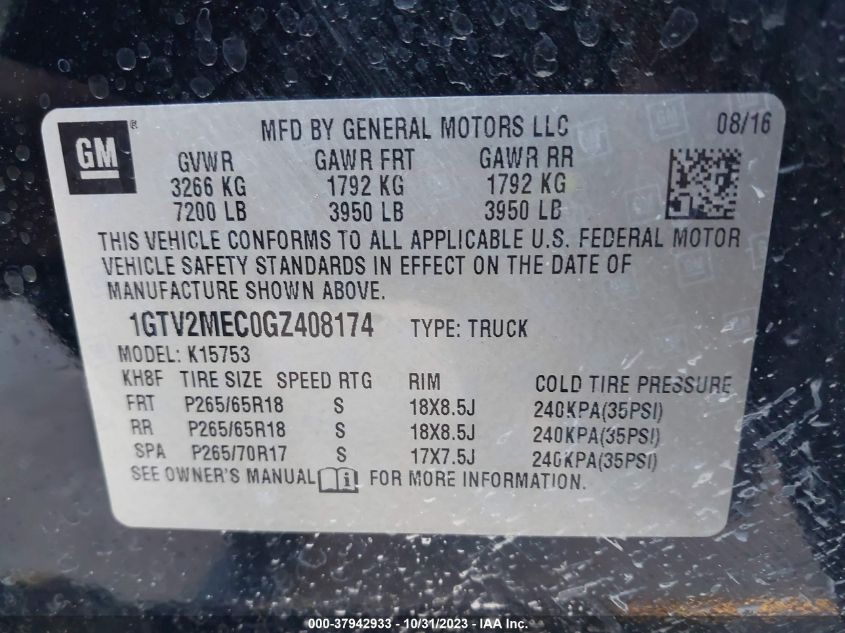 GM ®
MFD BY GENERAL MOTORS LLC 08/16
GVWR GAWR FRT GAWR RR
3266 KG 1792 KG 1792 KG
7200 LB 3950 LB 3950 LB
THIS VEHICLE CONFORMS TO ALL APPLICABLE U.S. FEDERAL MOTOR
VEHICLE SAFETY STANDARDS IN EFFECT ON THE DATE OF
MANUFACTURE SHOWN ABOVE.
1GTV2MEC0GZ408174 TYPE: TRUCK
MODEL: K15753
KH8F TIRE SIZE SPEED RTG RIM COLD TIRE PRESSURE
FRT P265/65R18 S 18X8.5J 240KPA(35PSI)
RR P265/65R18 S 18X8.5J 240KPA(35PSI)
SPA P265/70R17 S 17X7.5J 240KPA(35PSI)
SEE OWNER'S MANUAL i FOR MORE INFORMATION.
000-37942933 - 10/31/2023 - IAA Inc.